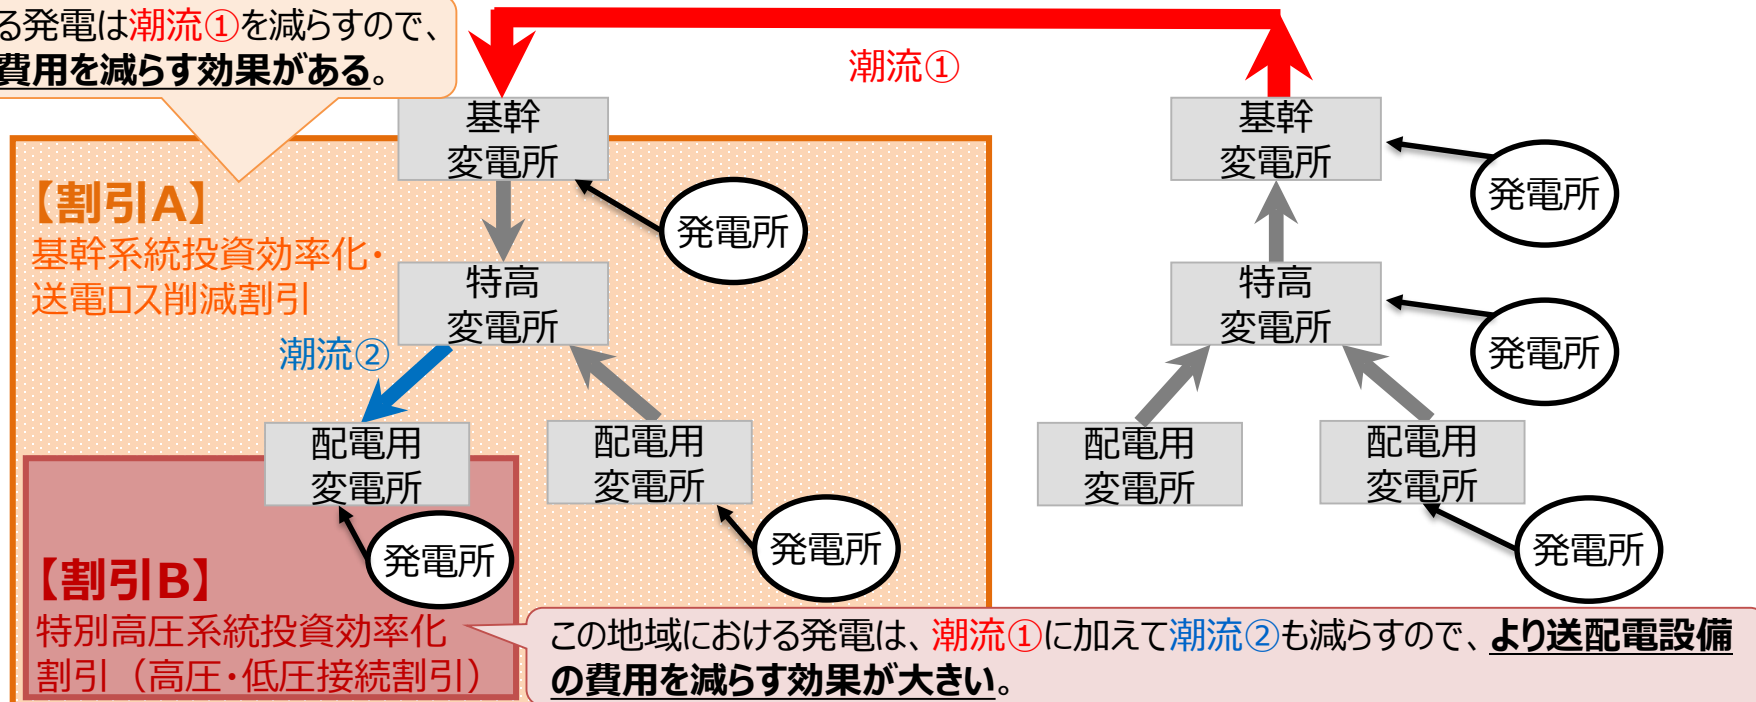 る発電は潮流①を減らすので、
費用を減らす効果がある。
潮流①
基幹
変電所
基幹
変電所
発電所
発電所
【割引A】
基幹系統投資効率化・
送電ロス削減割引
特高
変電所
特高
変電所
発電所
潮流②
配電用
変電所
配電用
変電所
配電用
変電所
配電用
変電所
発電所
発電所
発電所
【割引B】
特別高圧系統投資効率化
割引（高圧・低圧接続割引）
この地域における発電は、潮流①に加えて潮流②も減らすので、より送配電設備
の費用を減らす効果が大きい。